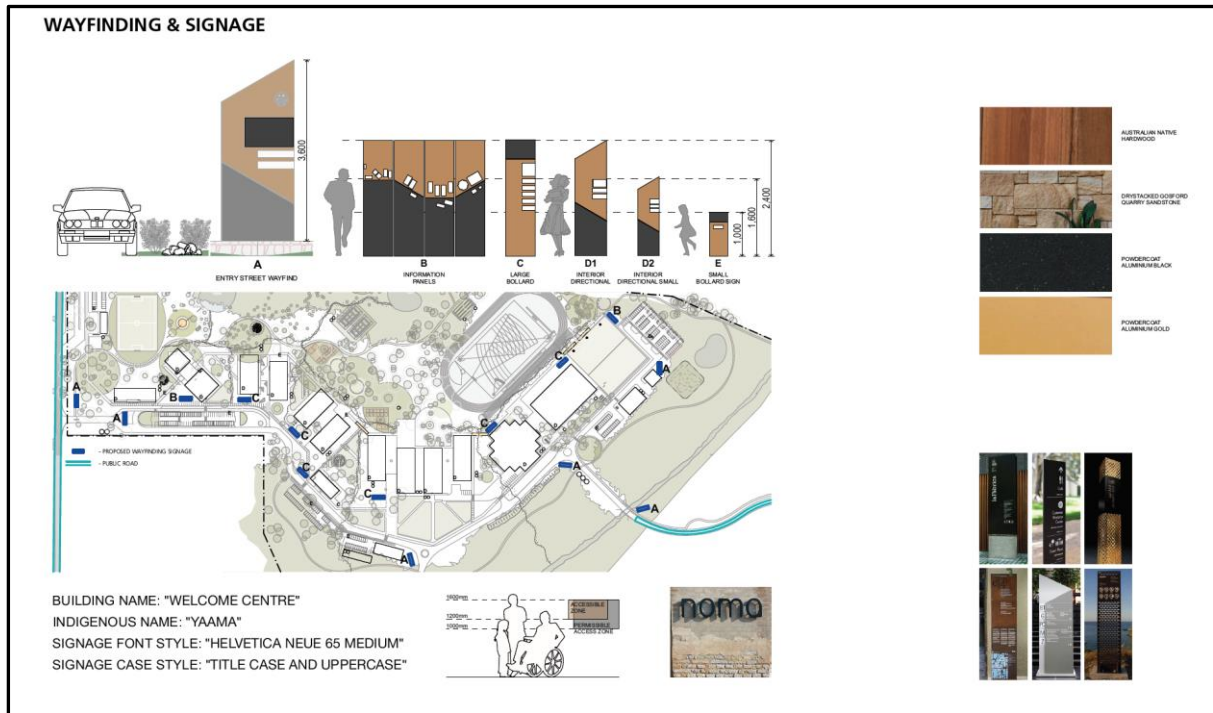 WAYFINDING & SIGNAGE
3,600
2,400
1,600
1,000
A
ENTRY STREET WAYFIND
B
INFORMATION
PANELS
C
LARGE
BOLLARD
D1
INTERIOR
DIRECTIONAL
D2
INTERIOR
DIRECTIONAL SMALL
E
SMALL
BOLLARD SIGN
AUSTRALIAN NATIVE
HARDWOOD
DRYSTACKED GOSFORD
QUARRY SANDSTONE
POWDERCOAT
ALUMINIUM BLACK
POWDERCOAT
ALUMINIUM GOLD
B
C
A
A
B
C
E
A
C
C
E
C
C
A
A
A
- PROPOSED WAYFINDING SIGNAGE
- PUBLIC ROAD
BUILDING NAME: "WELCOME CENTRE"
INDIGENOUS NAME: "YAAMA"
SIGNAGE FONT STYLE: "HELVETICA NEUE 65 MEDIUM"
SIGNAGE CASE STYLE: "TITLE CASE AND UPPERCASE"
1600mm
1200mm
1000mm
ACCESSIBLE
ZONE
PERMISSIBLE
ACCESS ZONE
noma